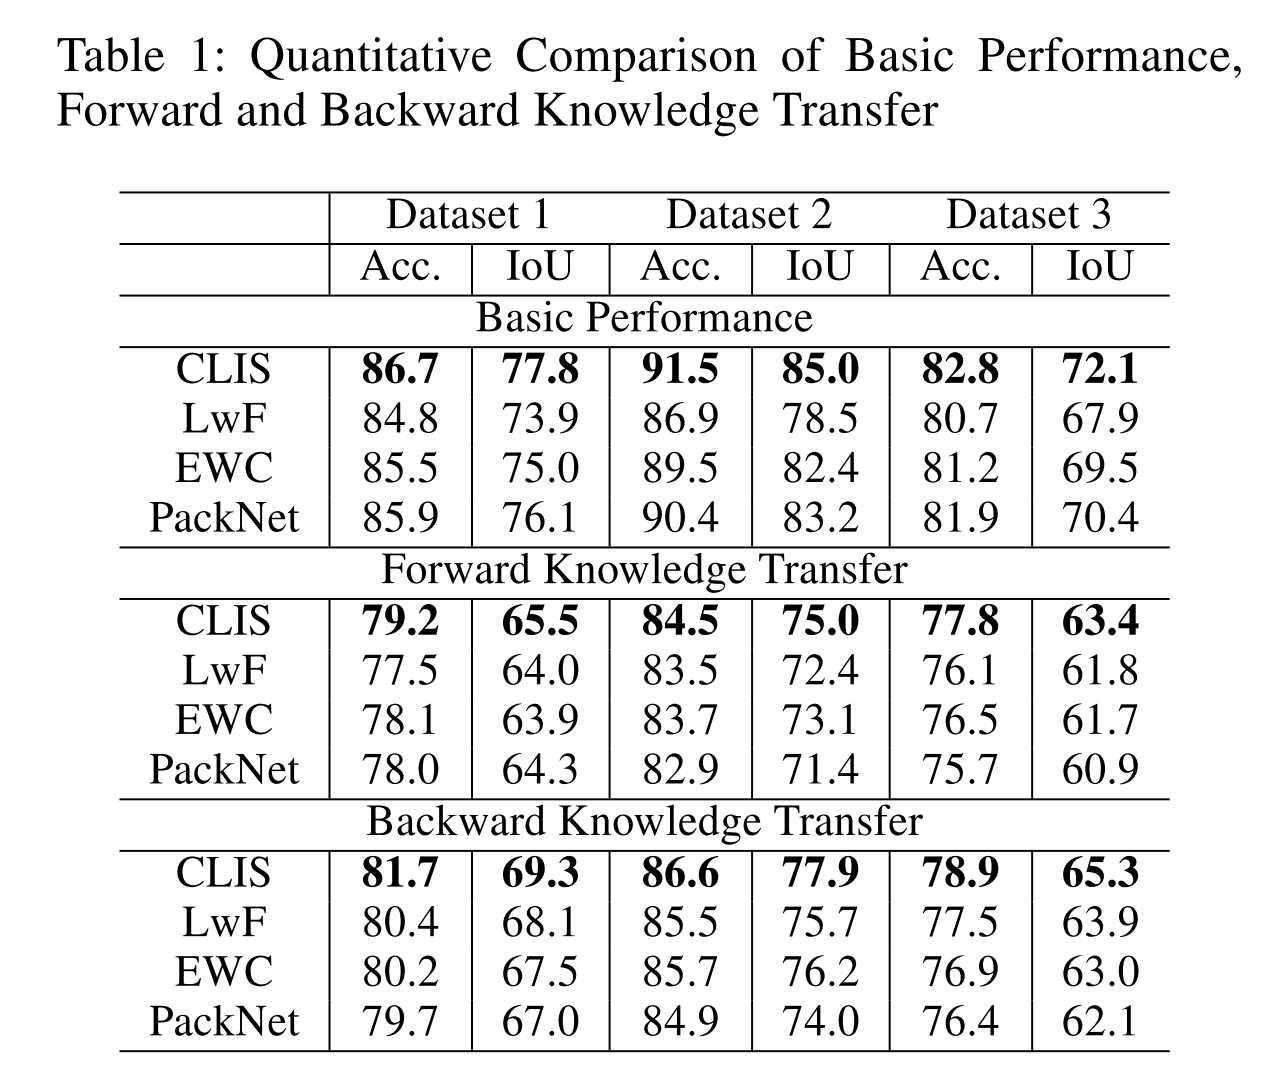 Table 1: Quantitative Comparison of Basic Performance,
Forward and Backward Knowledge Transfer
Dataset 1 Dataset 2 Dataset 3
Acc. IoU Acc. IoU Acc. IoU
Basic Performance
CLIS 86.7 77.8 91.5 85.0 82.8 72.1
LwF 84.8 73.9 86.9 78.5 80.7 67.9
EWC 85.5 75.0 89.5 82.4 81.2 69.5
PackNet 85.9 76.1 90.4 83.2 81.9 70.4
Forward Knowledge Transfer
CLIS 79.2 65.5 84.5 75.0 77.8 63.4
LwF 77.5 64.0 83.5 72.4 76.1 61.8
EWC 78.1 63.9 83.7 73.1 76.5 61.7
PackNet 78.0 64.3 82.9 71.4 75.7 60.9
Backward Knowledge Transfer
CLIS 81.7 69.3 86.6 77.9 78.9 65.3
LwF 80.4 68.1 85.5 75.7 77.5 63.9
EWC 80.2 67.5 85.7 76.2 76.9 63.0
PackNet 79.7 67.0 84.9 74.0 76.4 62.1